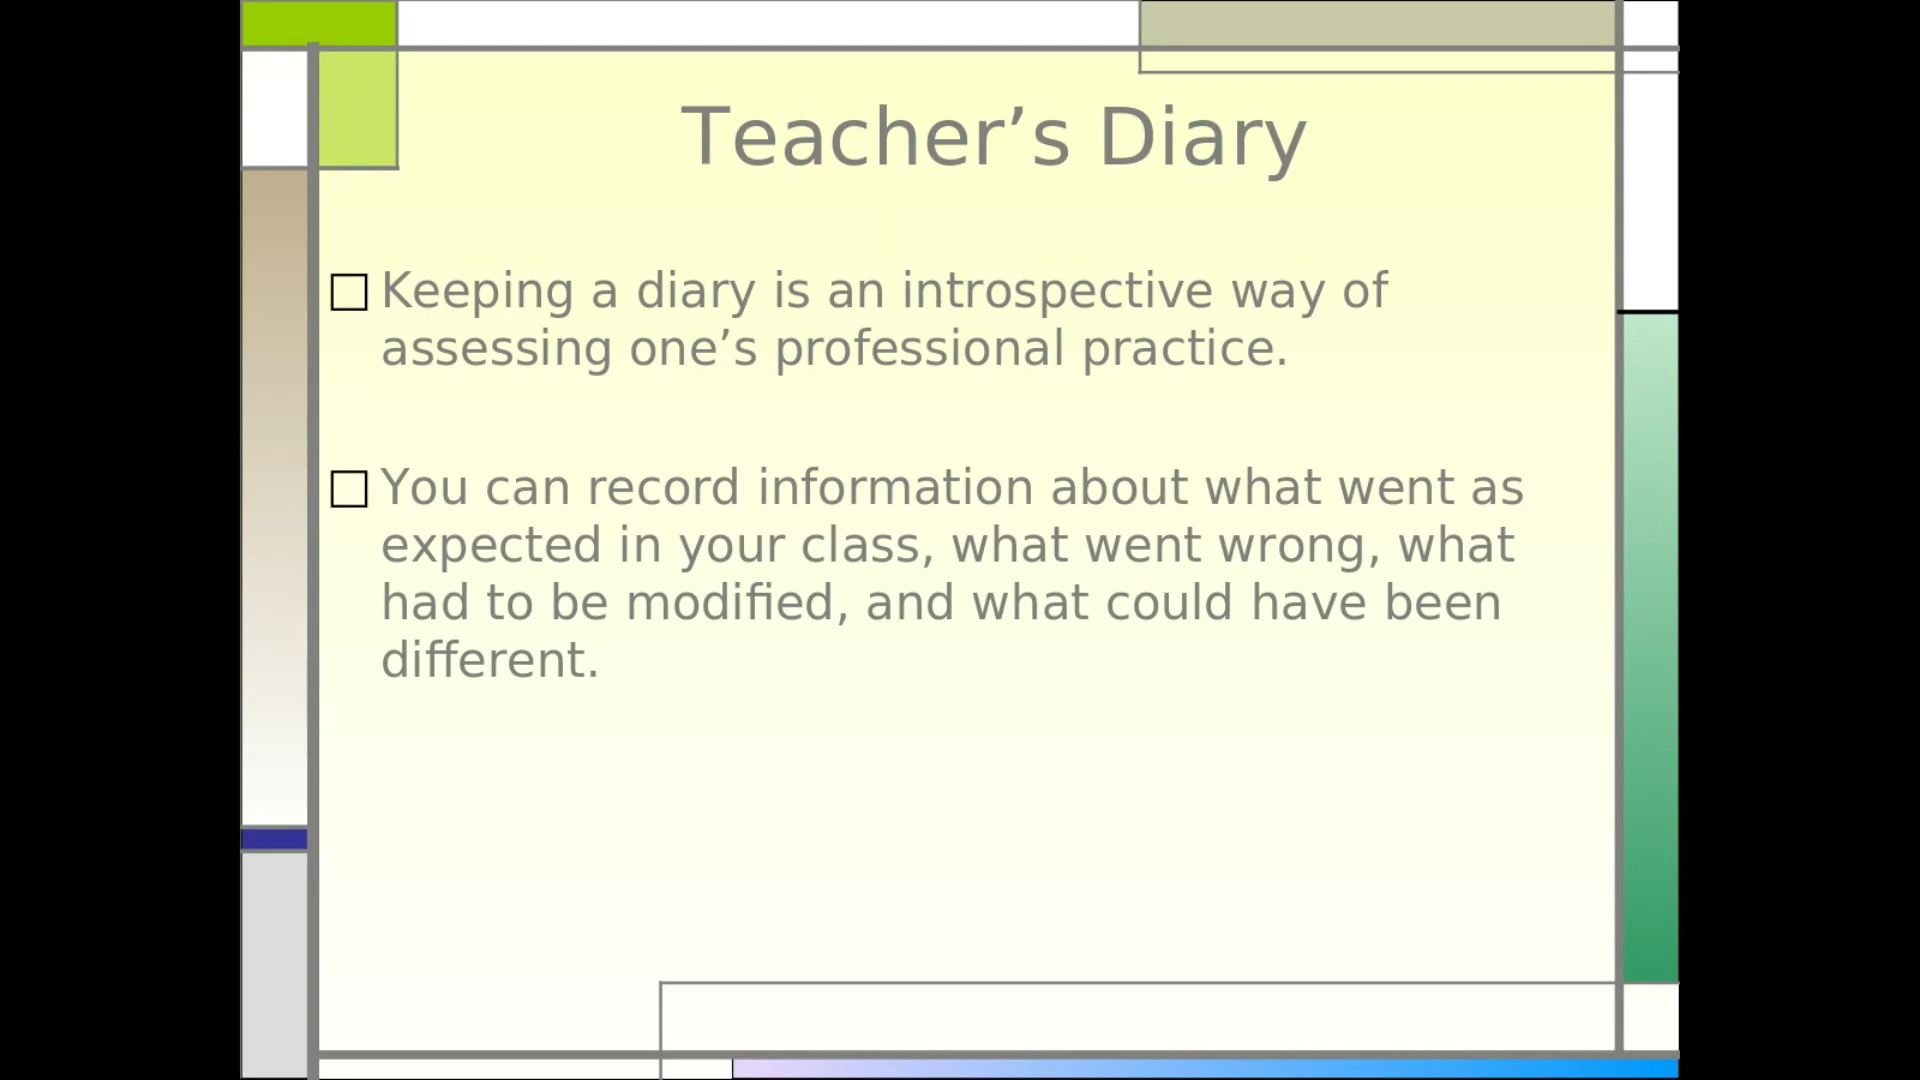 Teacher’s Diary
Keeping a diary is an introspective way of
assessing one’s professional practice.
You can record information about what went as
expected in your class, what went wrong, what
had to be modified, and what could have been
different.